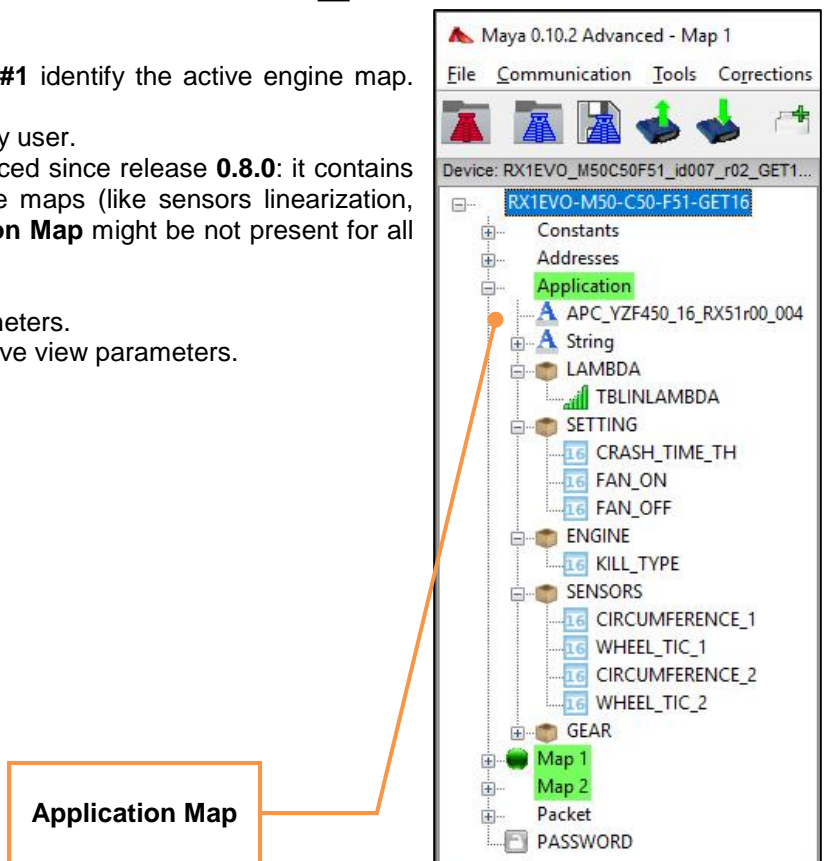 #1 identify the active engine map.
y user.
ced since release 0.8.0: it contains
e maps (like sensors linearization,
on Map might be not present for all
neters.
ve view parameters.
Application Map
Maya 0.10.2 Advanced - Map 1
File Communication Tools Corrections
Device: RX1EVO_M50C50F51_id007_r02_GET1...
RX1EVO-M50-C50-F51-GET16
Constants
Addresses
Application
A APC_YZF450_16_RX51r00_004
A String
LAMBDA
TBLINLAMBDA
SETTING
16 CRASH_TIME_TH
16 FAN_ON
16 FAN_OFF
ENGINE
16 KILL_TYPE
SENSORS
16 CIRCUMFERENCE_1
16 WHEEL_TIC_1
16 CIRCUMFERENCE_2
16 WHEEL_TIC_2
GEAR
Map 1
Map 2
Packet
PASSWORD